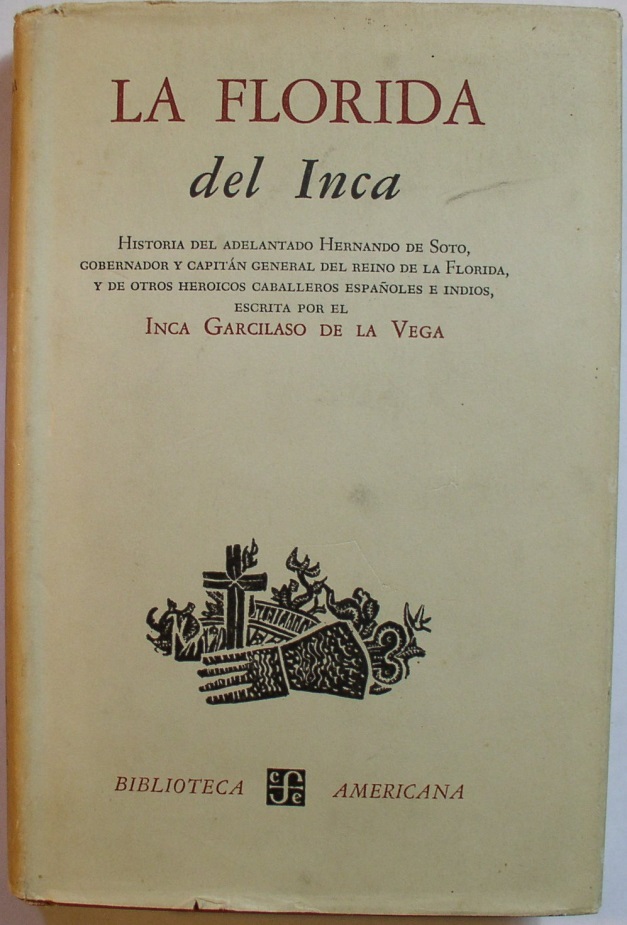 LA FLORIDA
del Inca
Historia del adelantado Hernando de Soto,
gobernador y capitán general del reino de la Florida,
y de otros heroicos caballeros españoles e indios,
escrita por el
Inca Garcilaso de la Vega
BIBLIOTECA cfe AMERICANA